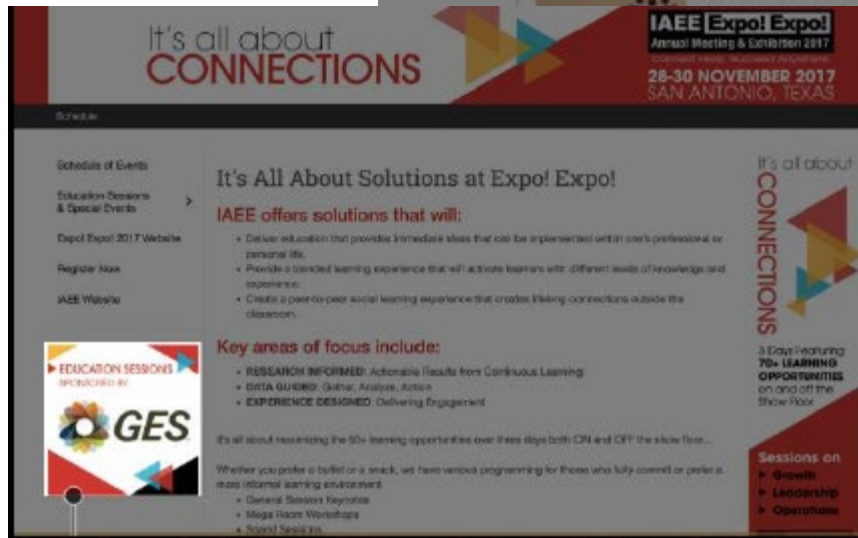 It's all about
CONNECTIONS
IAEE Expo! Expo!
Annual Meeting & Exhibition 2017
Connect Here. Succeed Anywhere.
28-30 NOVEMBER 2017
SAN ANTONIO, TEXAS
Schedule
Schedule of Events
Education Sessions
& Special Events
Expo! Expo! 2017 Website
Register Now
IAEE Website
EDUCATION SESSIONS
SPONSORED BY
GES
It's All About Solutions at Expo! Expo!
IAEE offers solutions that will:
• Deliver education that provides immediate ideas that can be implemented within one's professional or
personal life.
• Provide a blended learning experience that will activate learners with different levels of knowledge and
experience.
• Create a peer-to-peer social learning experience that creates lifelong connections outside the
classroom.
Key areas of focus include:
• RESEARCH INFORMED: Actionable Results from Continuous Learning
• DATA GUIDED: Gather, Analyze, Action
• EXPERIENCE DESIGNED: Delivering Engagement
It's all about maximizing the 50+ learning opportunities over three days both ON and OFF the show floor...
Whether you prefer a buffet or a snack, we have various programming for those who fully commit or prefer a
more informal learning environment
• General Session Keynotes
• Mega Room Workshops
It's all about
CONNECTIONS
3 Days Featuring
70+ LEARNING
OPPORTUNITIES
on and off the
Show Floor
Sessions on
Growth
Leadership
Operations